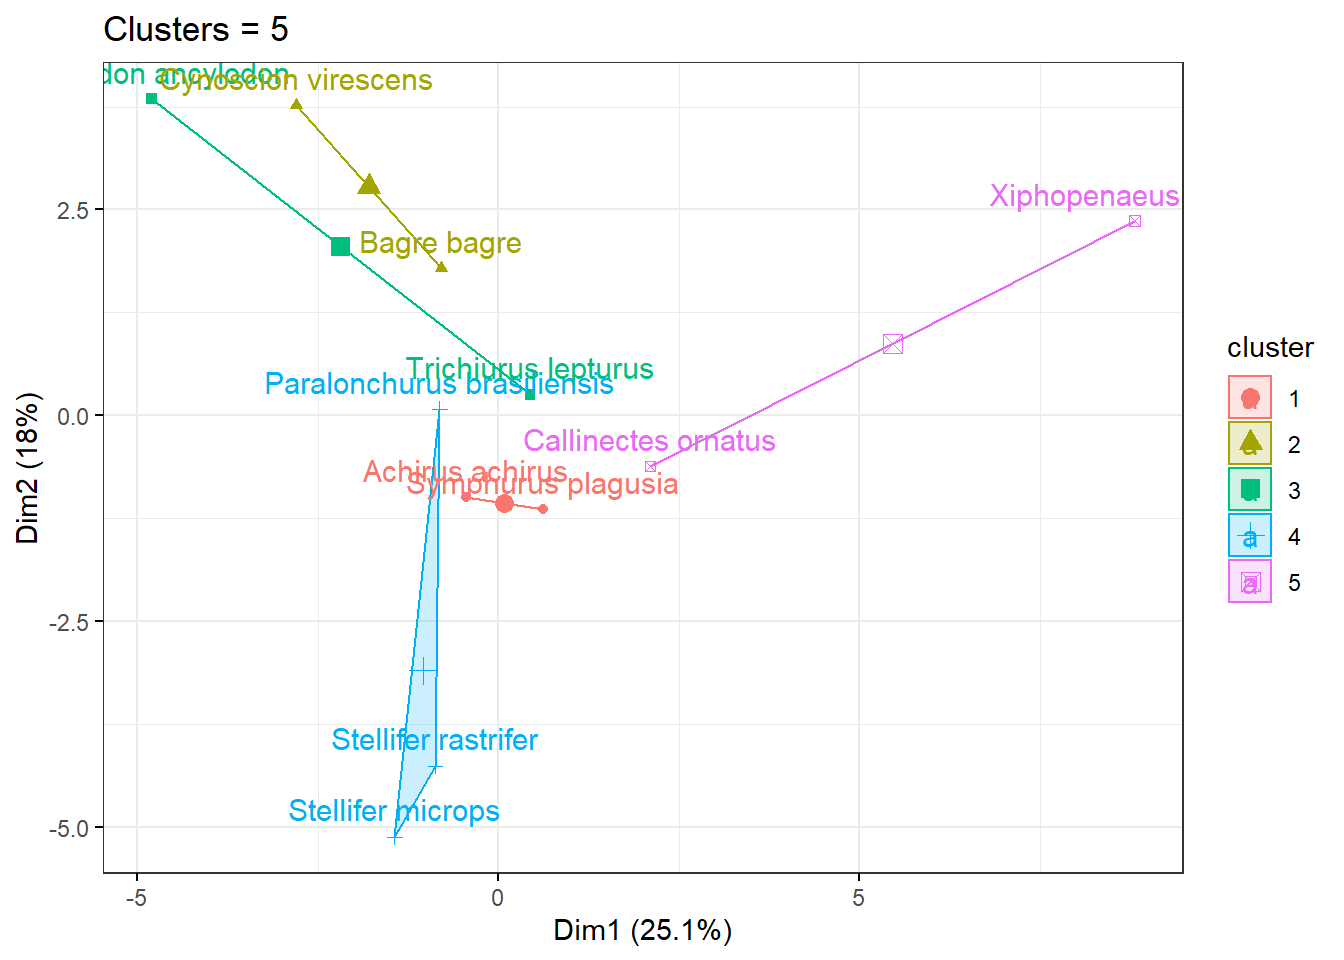 Clusters = 5
don ancylodon
Cynoscion virescens
Xiphopenaeus
Bagre bagre
Trichiurus lepturus
Paralonchurus brasiliensis
Callinectes ornatus
Achirus achirus
Symphurus plagusia
Stellifer rastrifer
Stellifer microps
2.5
0.0
-2.5
-5.0
-5
0
5
Dim1 (25.1%)
Dim2 (18%)
cluster
a 1
a 2
a 3
a 4
a 5